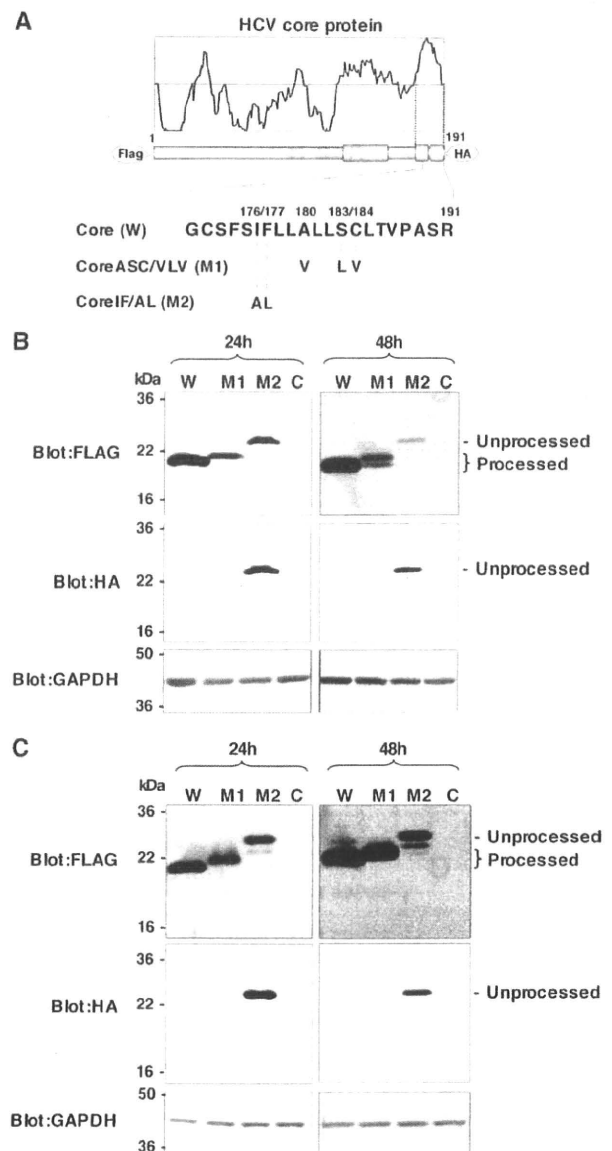 A
HCV core protein
1
191
Flag
HA
176/177 180 183/184 191
Core (W) GCSFSIFLLALLSCLTVPASR
CoreASC/VLV (M1) V L V
CoreIF/AL (M2) AL
B
24h 48h
kDa W M1 M2 C W M1 M2 C
36 -
Blot:FLAG 22 - - Unprocessed
} Processed
16 -
36 -
Blot:HA 22 - - Unprocessed
16 -
50 -
Blot:GAPDH
36 -
C
24h 48h
kDa W M1 M2 C W M1 M2 C
36 -
- Unprocessed
Blot:FLAG 22 - } Processed
16 -
36 -
Blot:HA 22 - - Unprocessed
16 -
50 -
Blot:GAPDH
36 -